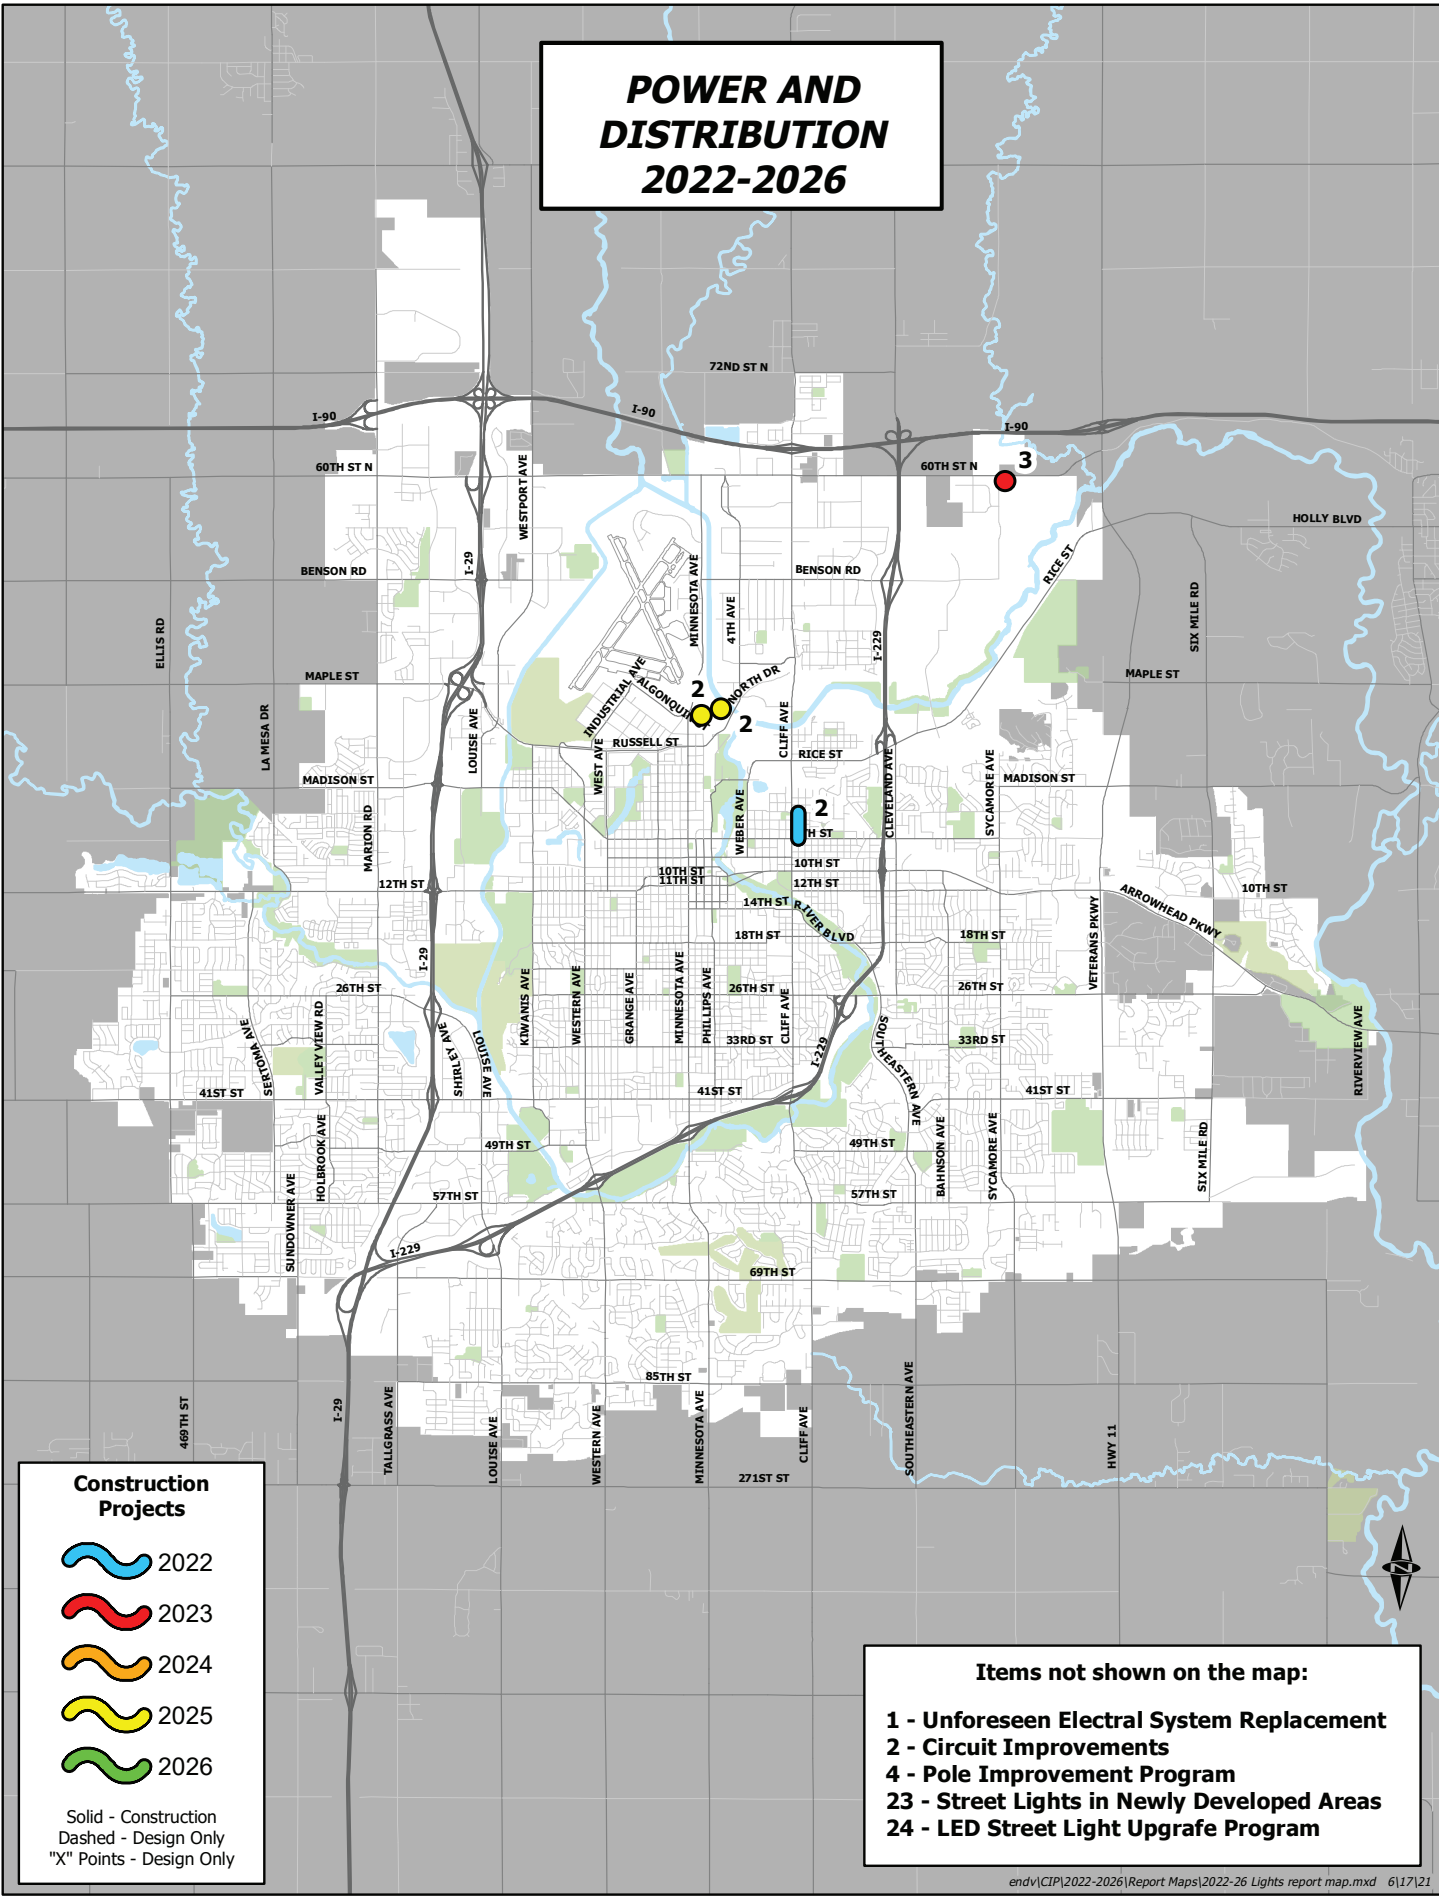 POWER AND
DISTRIBUTION
2022-2026
72ND ST N
I-90
I-90
I-90
60TH ST N
60TH ST N
3
WESTPORT AVE
HOLLY BLVD
I-29
BENSON RD
BENSON RD
MINNESOTA AVE
4TH AVE
RICE ST
SIX MILE RD
ELLIS RD
I-229
MAPLE ST
MAPLE ST
INDUSTRIAL AVE
ALGONQUIN
2
NORTH DR
2
LA MESA DR
LOUISE AVE
RUSSELL ST
CLIFF AVE
RICE ST
WEST AVE
MADISON ST
MADISON ST
CLEVELAND AVE
SYCAMORE AVE
MARION RD
WEBER AVE
2
TH ST
10TH ST
10TH ST
11TH ST
12TH ST
12TH ST
10TH ST
ARROWHEAD PKWY
14TH ST
RIVER BLVD
18TH ST
18TH ST
VETERANS PKWY
I-29
26TH ST
26TH ST
26TH ST
KIWANIS AVE
WESTERN AVE
GRANGE AVE
MINNESOTA AVE
PHILLIPS AVE
CLIFF AVE
SERTOMA AVE
VALLEY VIEW RD
SHIRLEY AVE
LOUISE AVE
33RD ST
33RD ST
I-229
SOUTHEASTERN AVE
RIVERVIEW AVE
41ST ST
41ST ST
41ST ST
HOLBROOK AVE
49TH ST
49TH ST
BAHNSON AVE
SYCAMORE AVE
SIX MILE RD
SUNDOWNER AVE
57TH ST
57TH ST
I-229
69TH ST
85TH ST
469TH ST
I-29
TALLGRASS AVE
LOUISE AVE
WESTERN AVE
MINNESOTA AVE
CLIFF AVE
SOUTHEASTERN AVE
HWY 11
271ST ST
Construction
Projects
2022
2023
2024
2025
2026
Solid - Construction
Dashed - Design Only
"X" Points - Design Only
N
Items not shown on the map:
1 - Unforeseen Electral System Replacement
2 - Circuit Improvements
4 - Pole Improvement Program
23 - Street Lights in Newly Developed Areas
24 - LED Street Light Upgrafe Program
endv\CIP\2022-2026\Report Maps\2022-26 Lights report map.mxd 6\17\21